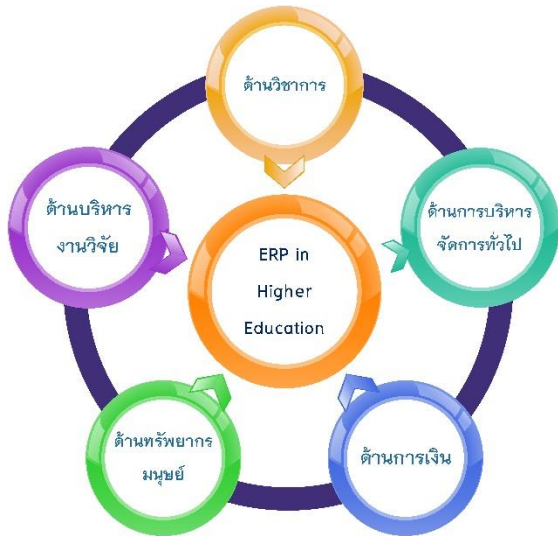 ด้านวิชาการ
ด้านบริหาร
งานวิจัย
ด้านการบริหาร
จัดการทั่วไป
ERP in
Higher
Education
ด้านทรัพยากร
มนุษย์
ด้านการเงิน